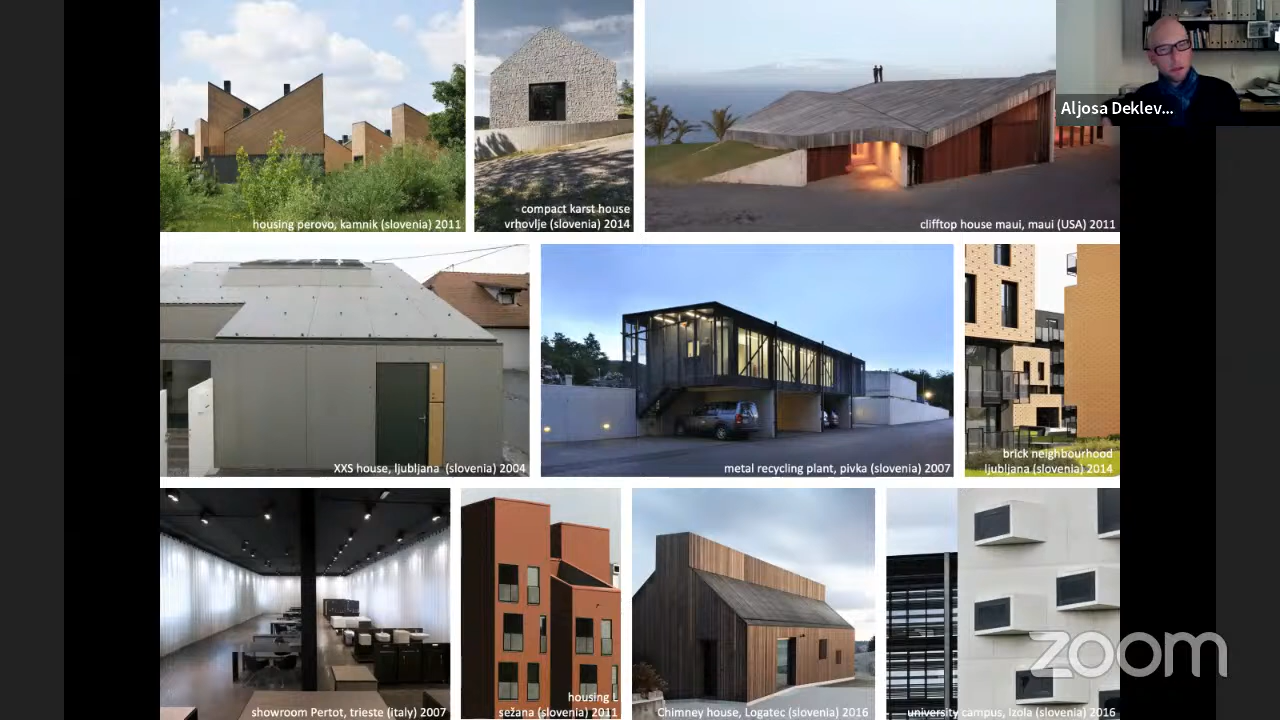 Aljosa Deklev...
housing perovo, kamnik (slovenia) 2011
compact karst house
vrhovlje (slovenia) 2014
clifftop house maui, maui (USA) 2011
XXS house, ljubljana (slovenia) 2004
metal recycling plant, pivka (slovenia) 2007
brick neighbourhood
ljubljana (slovenia) 2014
showroom Pertot, trieste (italy) 2007
housing L
sežana (slovenia) 2011
Chimney house, Logatec (slovenia) 2016
university campus, Izola (slovenia) 2016
zoom